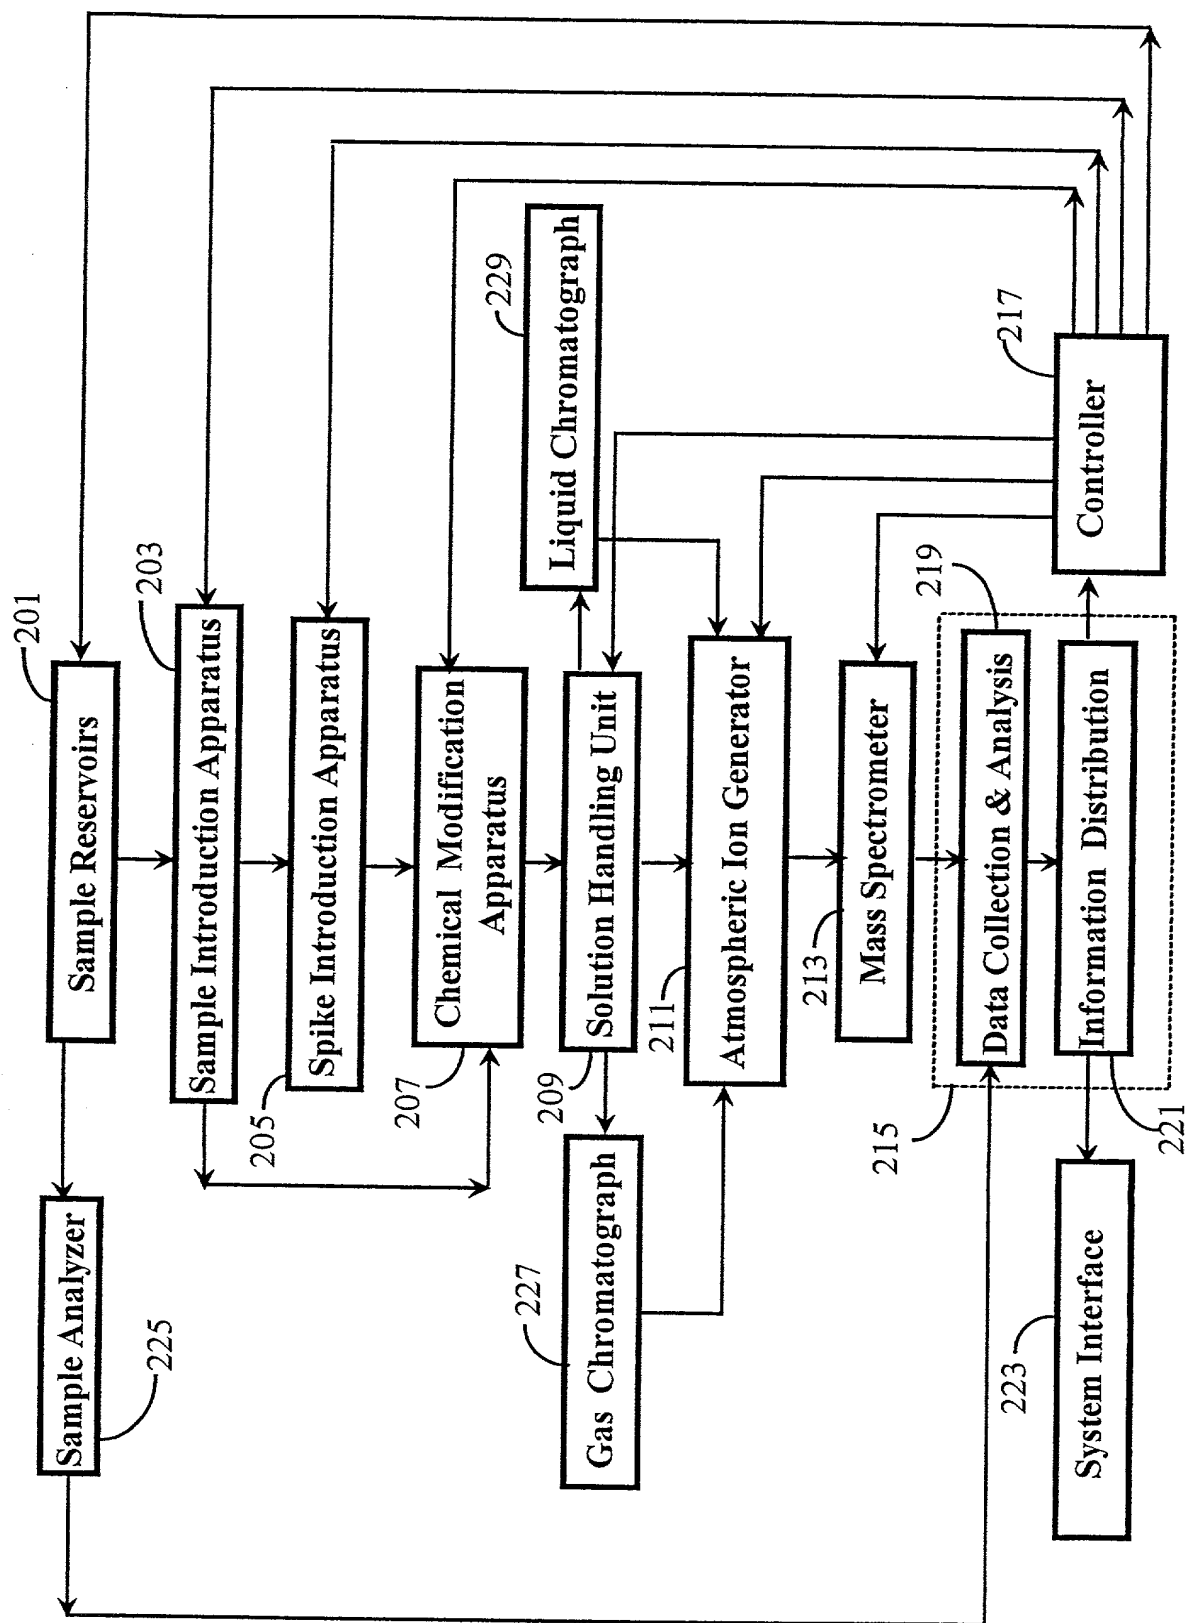 201
Sample Reservoirs
Sample Analyzer
225
203
Sample Introduction Apparatus
Spike Introduction Apparatus
205
Chemical Modification
Apparatus
207
229
Liquid Chromatograph
Solution Handling Unit
209
Gas Chromatograph
227
Atmospheric Ion Generator
211
Mass Spectrometer
213
219
Data Collection & Analysis
215
Information Distribution
221
217
Controller
System Interface
223